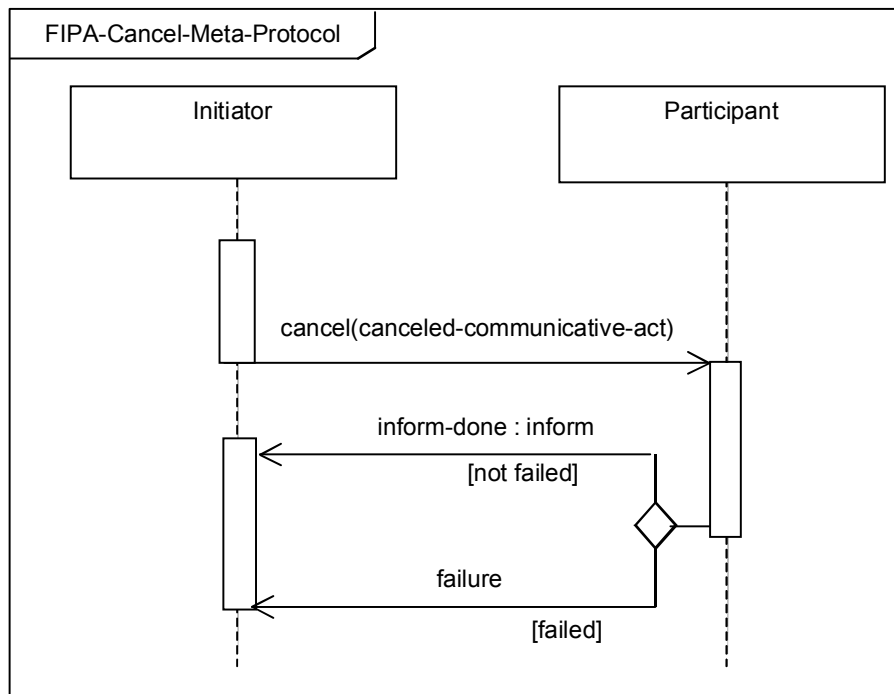 FIPA-Cancel-Meta-Protocol
Initiator
Participant
cancel(canceled-communicative-act)
inform-done : inform
[not failed]
failure
[failed]